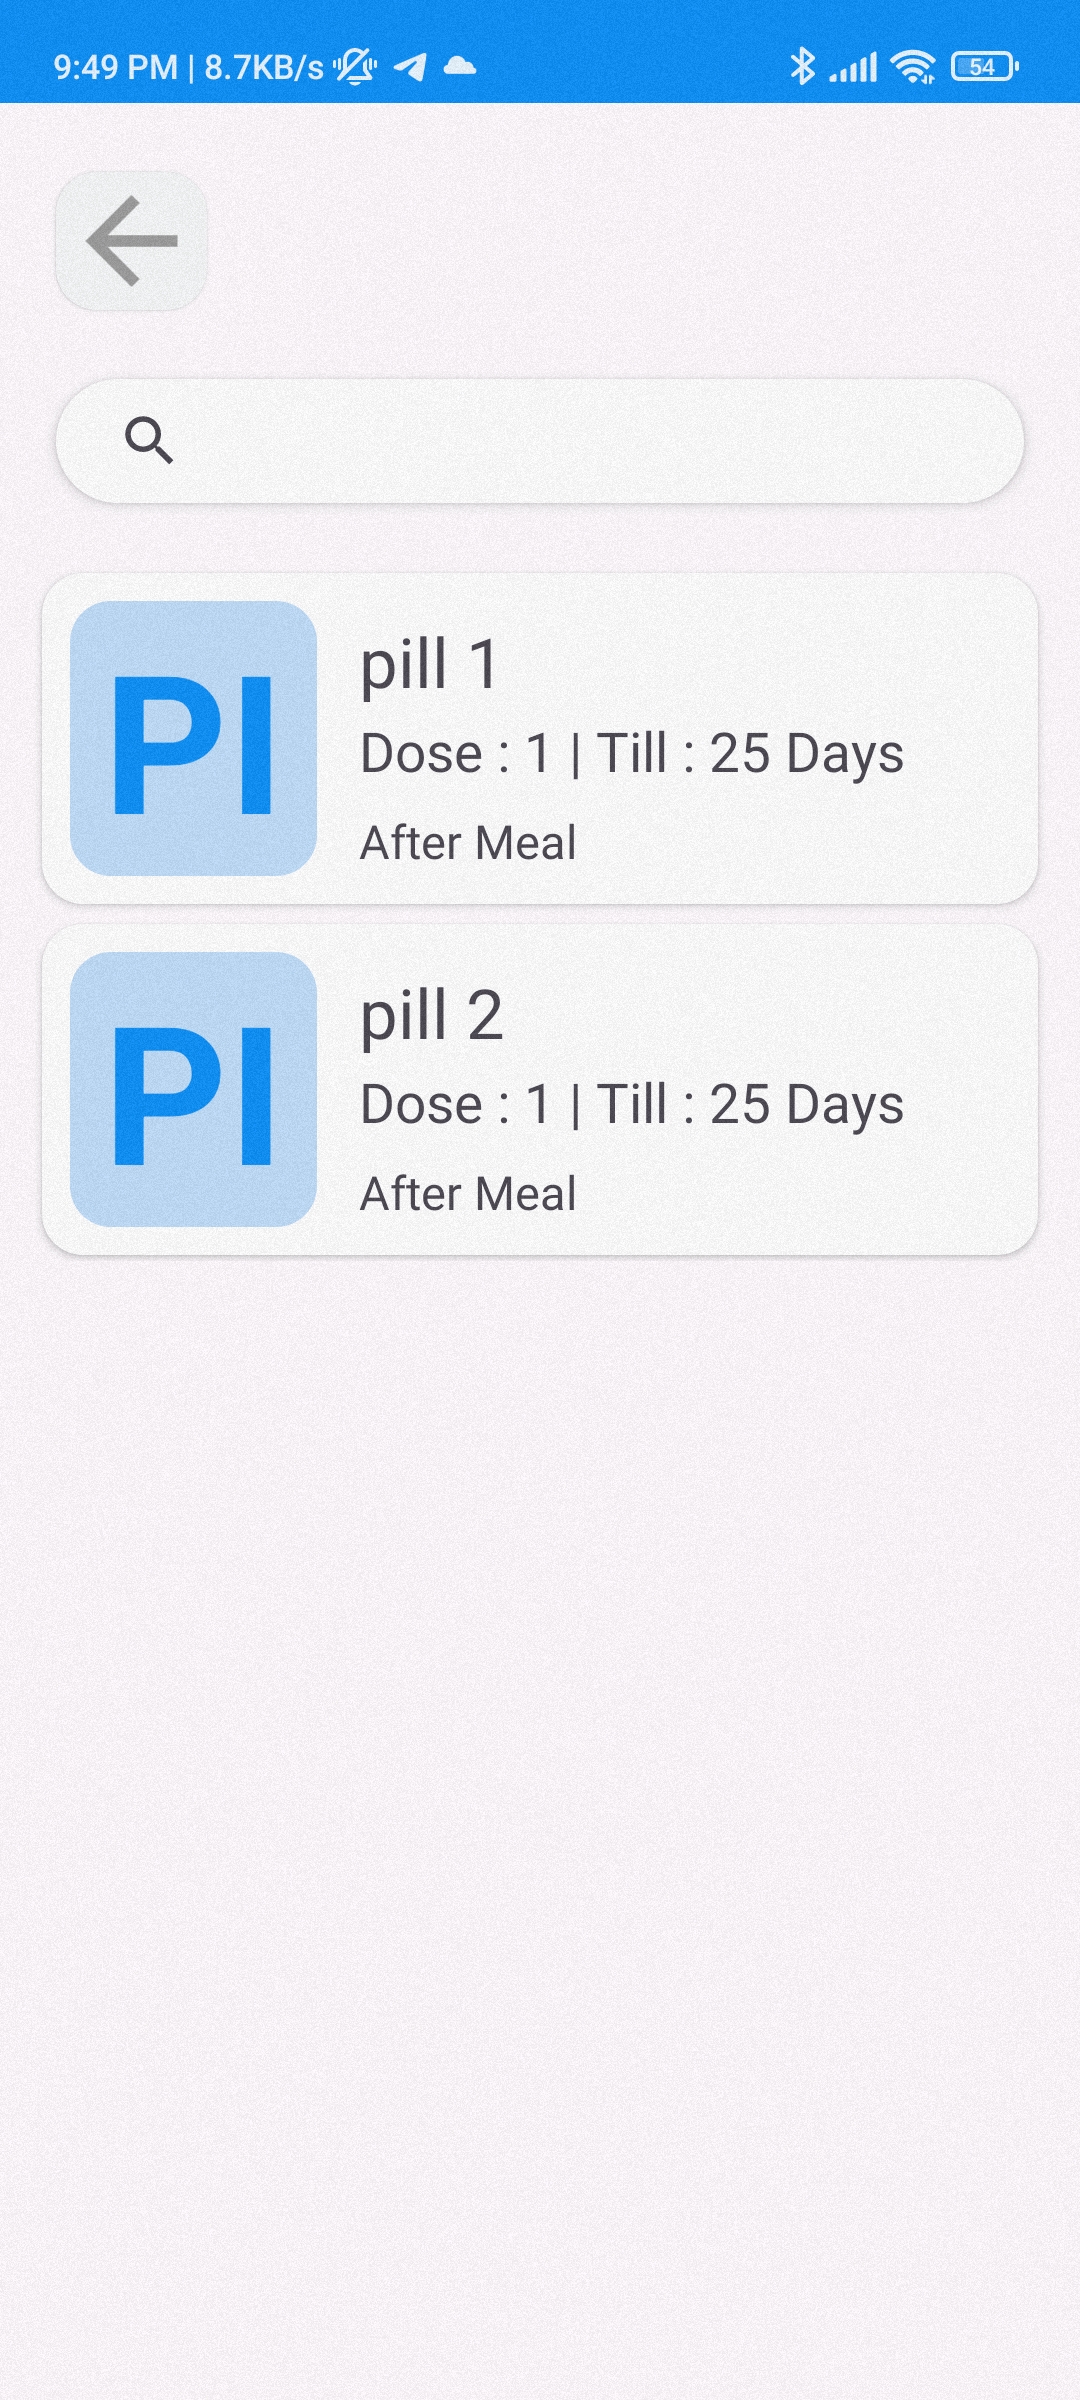 9:49 PM | 8.7KB/s
54
PI
pill 1
Dose : 1 | Till : 25 Days
After Meal
PI
pill 2
Dose : 1 | Till : 25 Days
After Meal